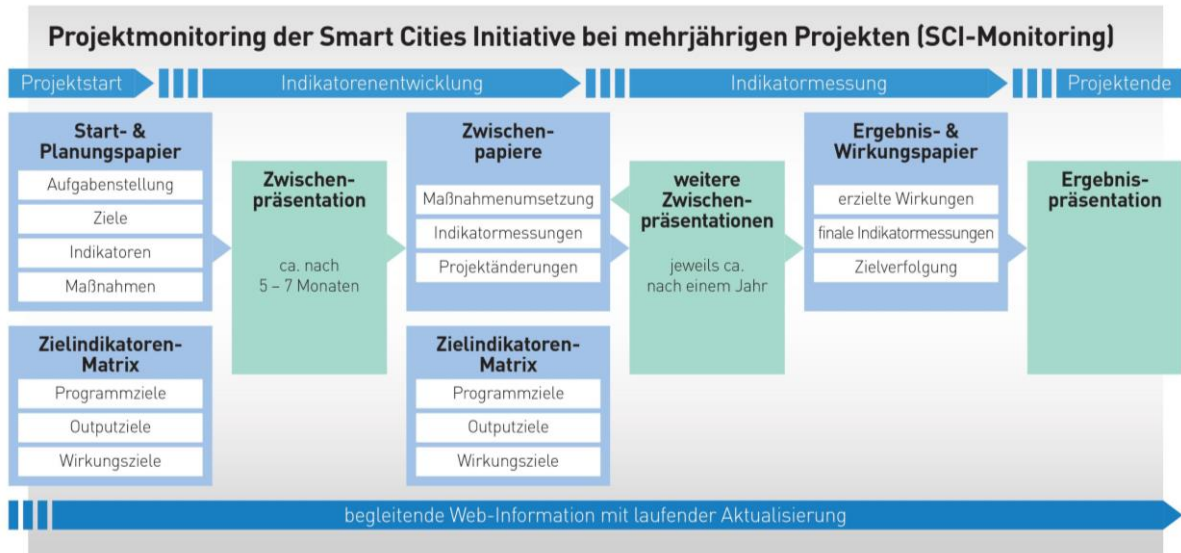 Projektmonitoring der Smart Cities Initiative bei mehrjährigen Projekten (SCI-Monitoring)
Projektstart
Indikatorenentwicklung
Indikatormessung
Projektende
Start- &
Planungspapier
Aufgabenstellung
Ziele
Indikatoren
Maßnahmen
Zielindikatoren-
Matrix
Programmziele
Outputziele
Wirkungsziele
Zwischen-
präsentation
ca. nach
5 – 7 Monaten
Zwischen-
papiere
Maßnahmenumsetzung
Indikatormessungen
Projektänderungen
Zielindikatoren-
Matrix
Programmziele
Outputziele
Wirkungsziele
weitere
Zwischen-
präsentationen
jeweils ca.
nach einem Jahr
Ergebnis- &
Wirkungspapier
erzielte Wirkungen
finale Indikatormessungen
Zielverfolgung
Ergebnis-
präsentation
begleitende Web-Information mit laufender Aktualisierung